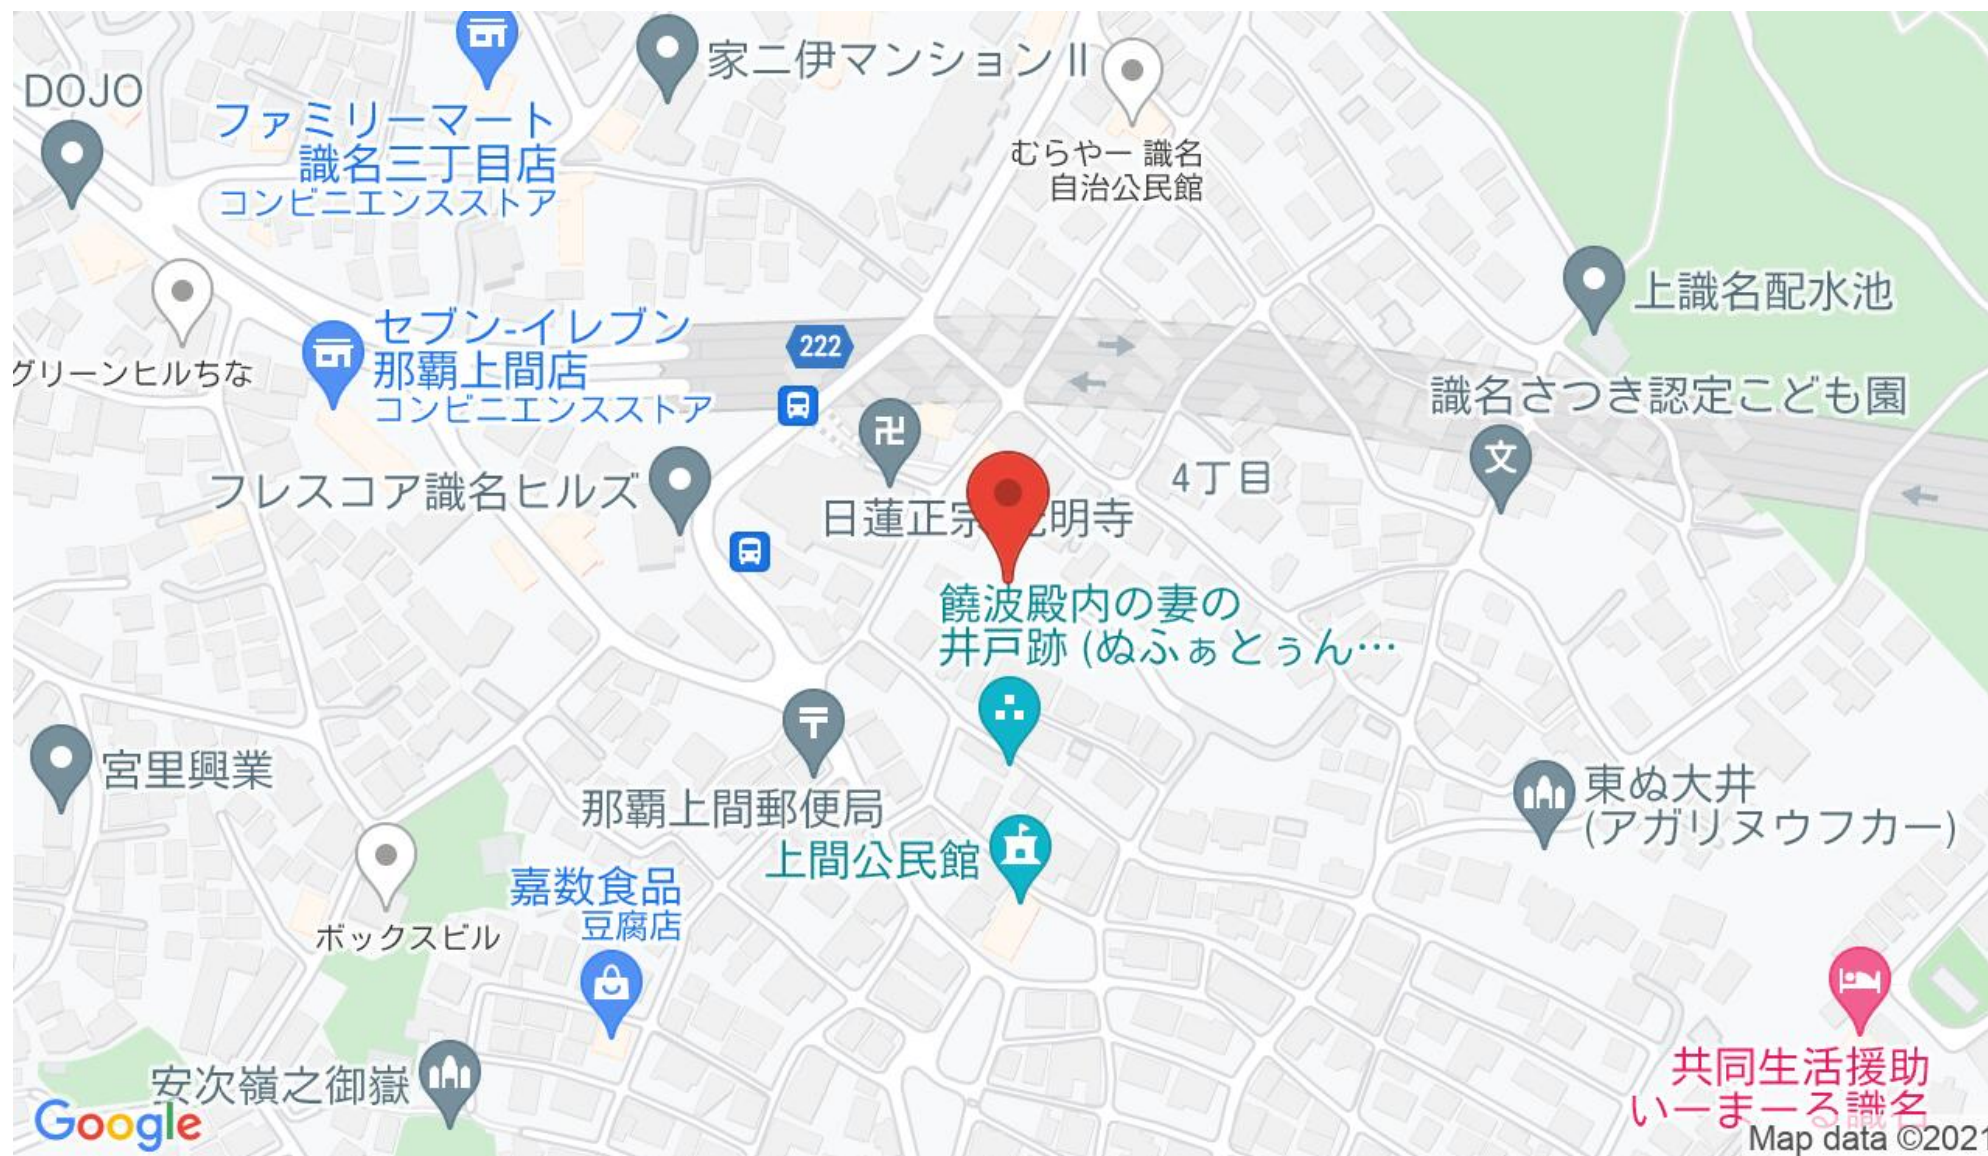 DOJO
ファミリーマート
識名三丁目店
コンビニエンスストア
家二伊マンションⅡ
むらやー 識名
自治公民館
上識名配水池
グリーンヒルちな
セブン-イレブン
那覇上間店
コンビニエンスストア
222
識名さつき認定こども園
文
4丁目
フレスコア識名ヒルズ
日蓮正宗
明寺
饒波殿内の妻の
井戸跡 (ぬふぁとぅん…
宮里興業
那覇上間郵便局
上間公民館
東ぬ大井
(アガリヌウフカー)
嘉数食品
豆腐店
ボックスビル
安次嶺之御嶽
共同生活援助
いーまーる識名
Google
Map data ©2021